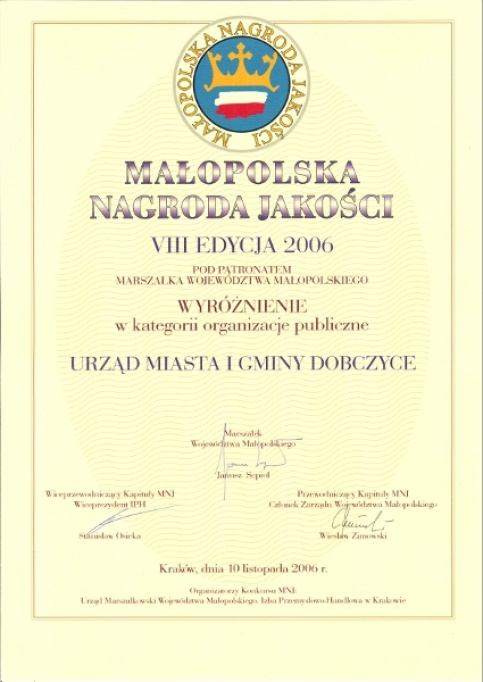 MAŁOPOLSKA NAGRODA JAKOŚCI
MAŁOPOLSKA
NAGRODA JAKOŚCI
VIII EDYCJA 2006
POD PATRONATEM
MARSZAŁKA WOJEWÓDZTWA MAŁOPOLSKIEGO
WYRÓŻNIENIE
w kategorii organizacje publiczne
URZĄD MIASTA I GMINY DOBCZYCE
Marszałek
Województwa Małopolskiego
Janusz Sepioł
Wiceprzewodniczący Kapituły MNJ
Wiceprezydent IPH
Stanisław Osieka
Przewodniczący Kapituły MNJ
Członek Zarządu Województwa Małopolskiego
Wiesław Zimowski
Kraków, dnia 10 listopada 2006 r.
Organizatorzy Konkursu MNJ:
Urząd Marszałkowski Województwa Małopolskiego, Izba Przemysłowo-Handlowa w Krakowie